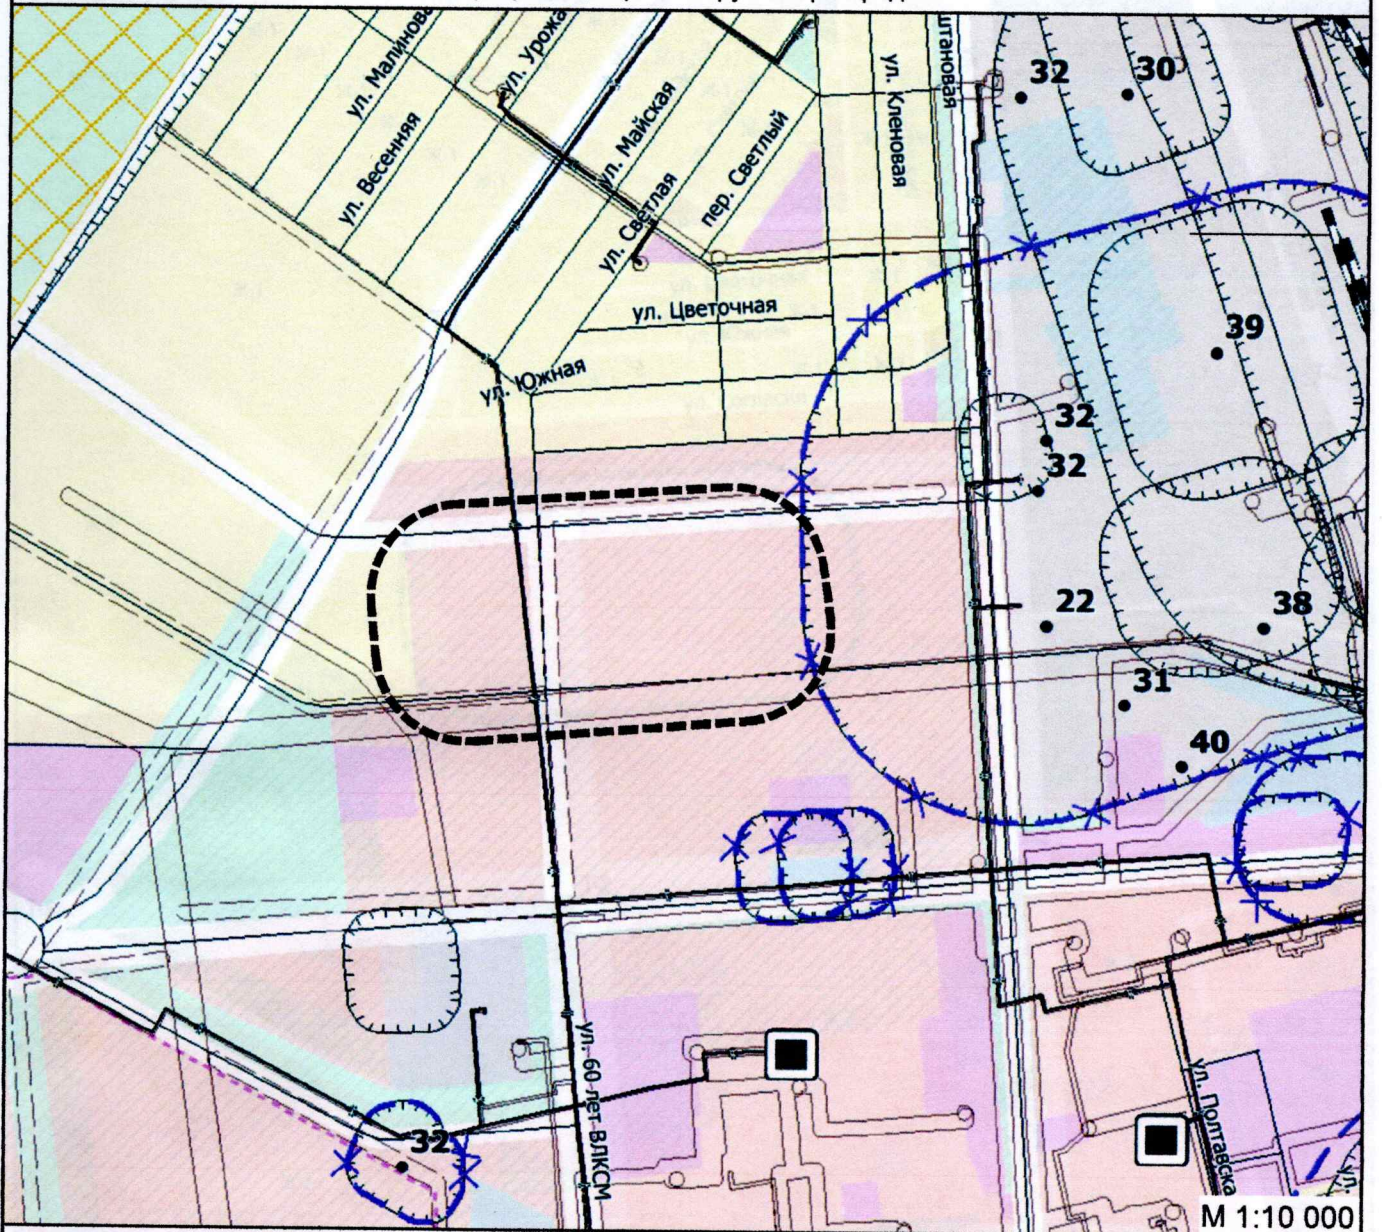 ул. Малинова
ул. Урожа
ул. Весенняя
ул. Майская
ул. Светлая
пер. Светлый
ул. Кленовая
штановая
32
30
39
ул. Цветочная
ул. Южная
32
32
22
38
31
40
ул. 60 лет ВЛКСМ
ул. Полтавска
ул.
32
М 1:10 000